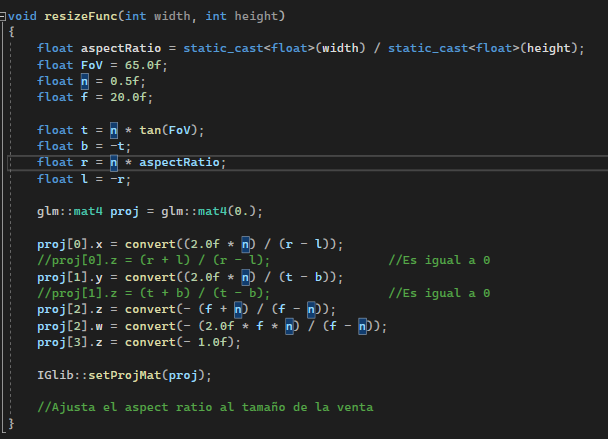 void resizeFunc(int width, int height)
{
float aspectRatio = static_cast<float>(width) / static_cast<float>(height);
float FoV = 65.0f;
float n = 0.5f;
float f = 20.0f;
float t = n * tan(FoV);
float b = -t;
float r = n * aspectRatio;
float l = -r;
glm::mat4 proj = glm::mat4(0.);
proj[0].x = convert((2.0f * n) / (r - l));
//proj[0].z = (r + l) / (r - l); //Es igual a 0
proj[1].y = convert((2.0f * n) / (t - b));
//proj[1].z = (t + b) / (t - b); //Es igual a 0
proj[2].z = convert(- (f + n) / (f - n));
proj[2].w = convert(- (2.0f * f * n) / (f - n));
proj[3].z = convert(- 1.0f);
IGlib::setProjMat(proj);
//Ajusta el aspect ratio al tamaño de la venta
}